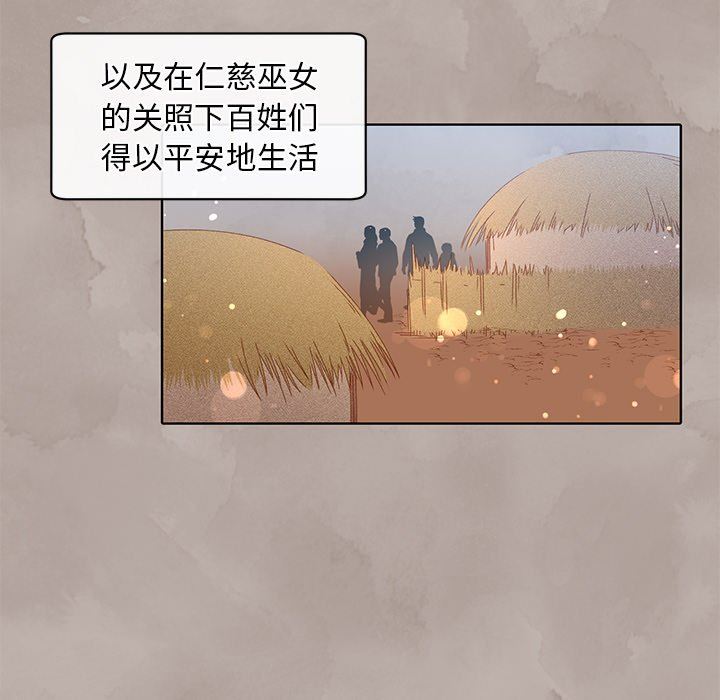 以及在仁慈巫女
的关照下百姓们
得以平安地生活